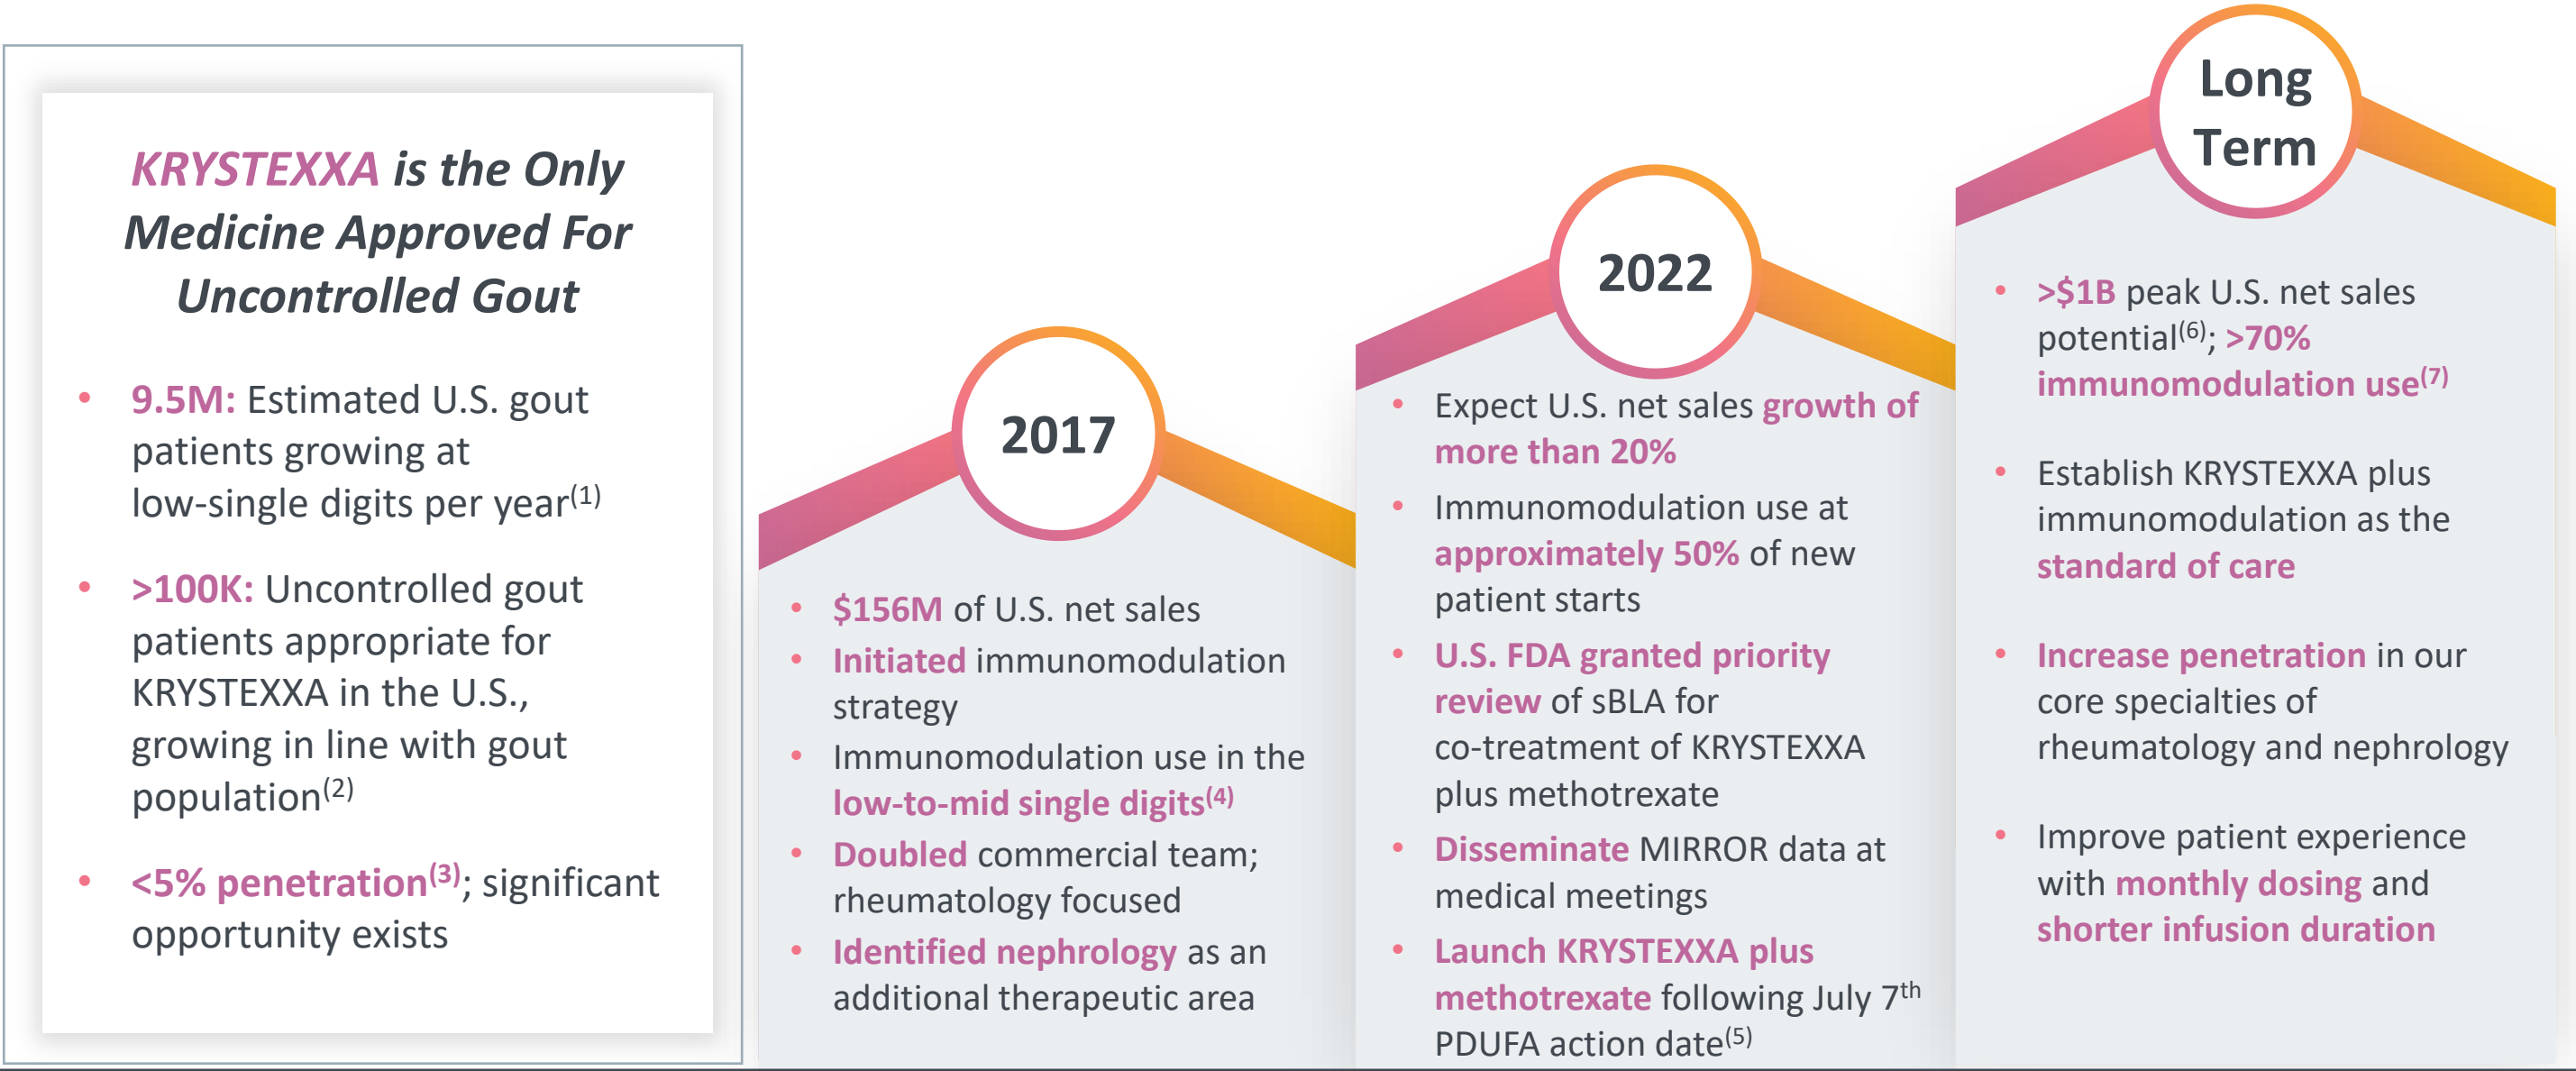 KRYSTEXXA is the Only
Medicine Approved For
Uncontrolled Gout
• 9.5M: Estimated U.S. gout
patients growing at
low-single digits per year(1)
• >100K: Uncontrolled gout
patients appropriate for
KRYSTEXXA in the U.S.,
growing in line with gout
population(2)
• <5% penetration(3); significant
opportunity exists
2017
• $156M of U.S. net sales
• Initiated immunomodulation
strategy
• Immunomodulation use in the
low-to-mid single digits(4)
• Doubled commercial team;
rheumatology focused
• Identified nephrology as an
additional therapeutic area
2022
• Expect U.S. net sales growth of
more than 20%
• Immunomodulation use at
approximately 50% of new
patient starts
• U.S. FDA granted priority
review of sBLA for
co-treatment of KRYSTEXXA
plus methotrexate
• Disseminate MIRROR data at
medical meetings
• Launch KRYSTEXXA plus
methotrexate following July 7th
PDUFA action date(5)
Long
Term
• >$1B peak U.S. net sales
potential(6); >70%
immunomodulation use(7)
• Establish KRYSTEXXA plus
immunomodulation as the
standard of care
• Increase penetration in our
core specialties of
rheumatology and nephrology
• Improve patient experience
with monthly dosing and
shorter infusion duration